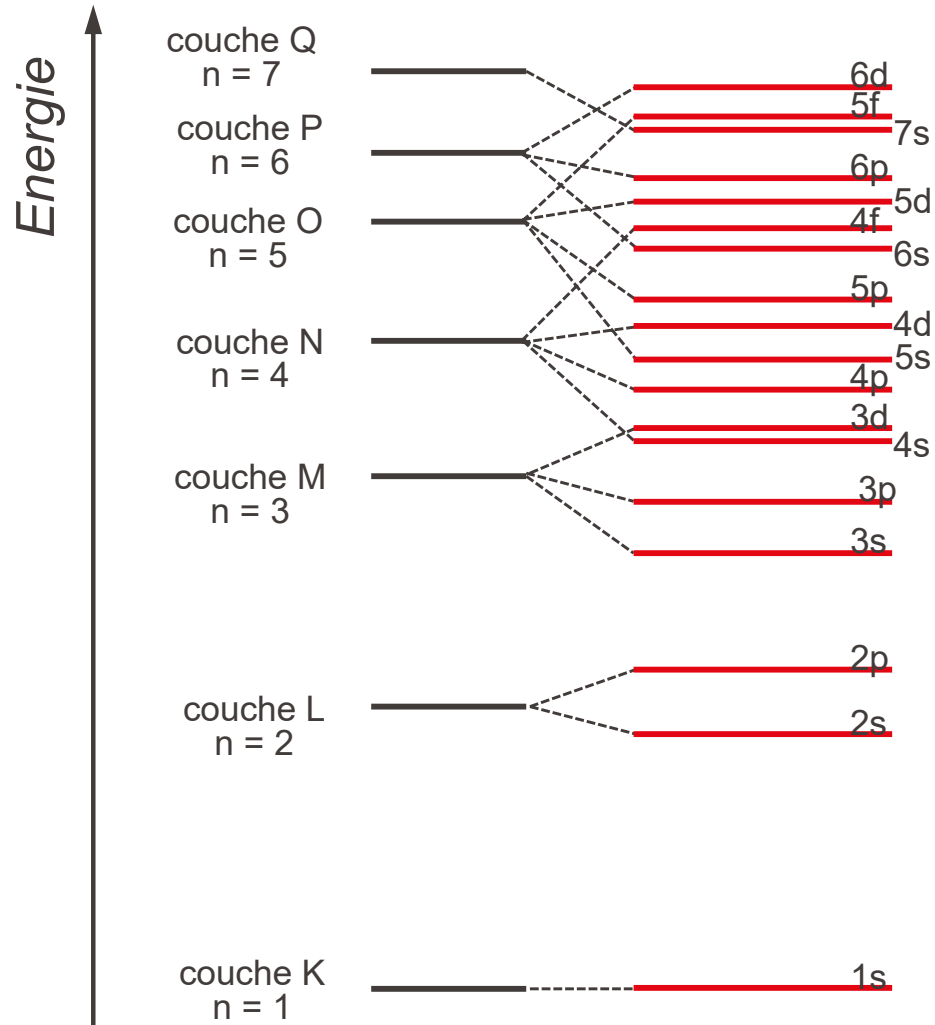 Energie
couche Q
n = 7
couche P
n = 6
couche O
n = 5
couche N
n = 4
couche M
n = 3
couche L
n = 2
couche K
n = 1
6d
5f
7s
6p
5d
4f
6s
5p
4d
5s
4p
3d
4s
3p
3s
2p
2s
1s